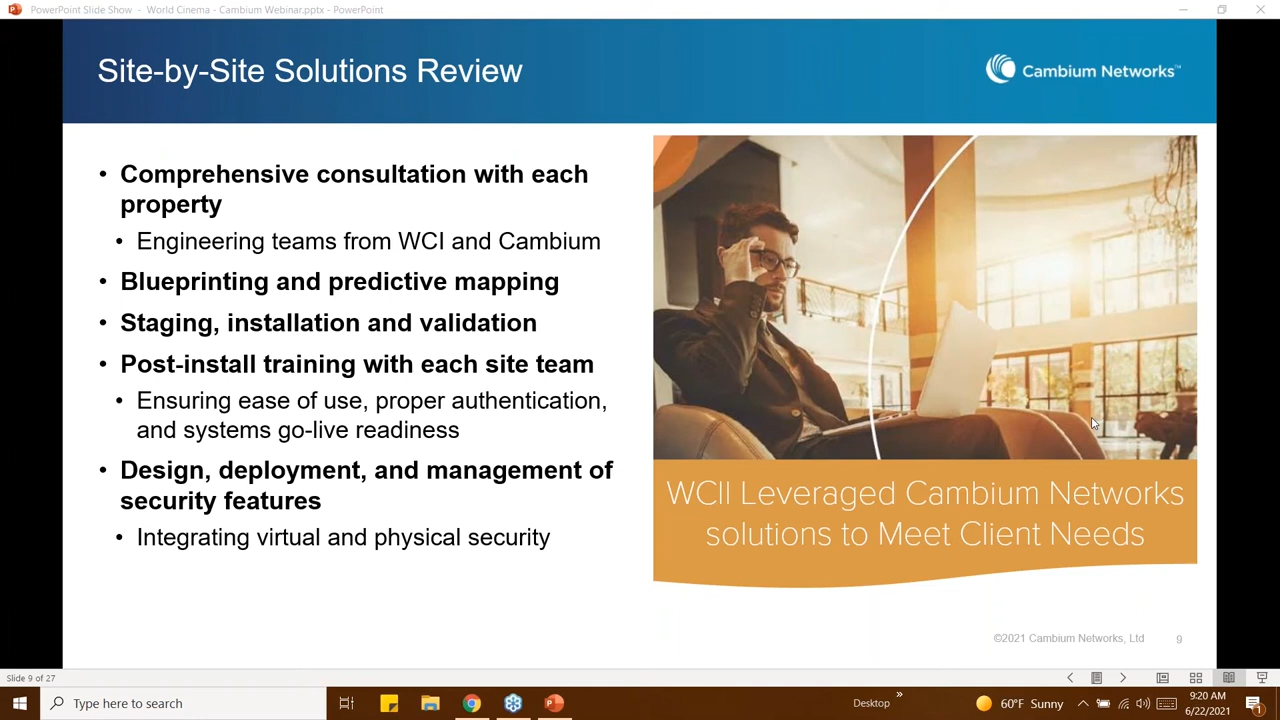 PowerPoint Slide Show - World Cinema - Cambium Webinar.pptx - PowerPoint
Site-by-Site Solutions Review
Cambium Networks™
• Comprehensive consultation with each
property
• Engineering teams from WCI and Cambium
• Blueprinting and predictive mapping
• Staging, installation and validation
• Post-install training with each site team
• Ensuring ease of use, proper authentication,
and systems go-live readiness
• Design, deployment, and management of
security features
• Integrating virtual and physical security
WCII Leveraged Cambium Networks
solutions to Meet Client Needs
©2021 Cambium Networks, Ltd 9
Slide 9 of 27
Type here to search
Desktop
60°F Sunny
9:20 AM
6/22/2021
1